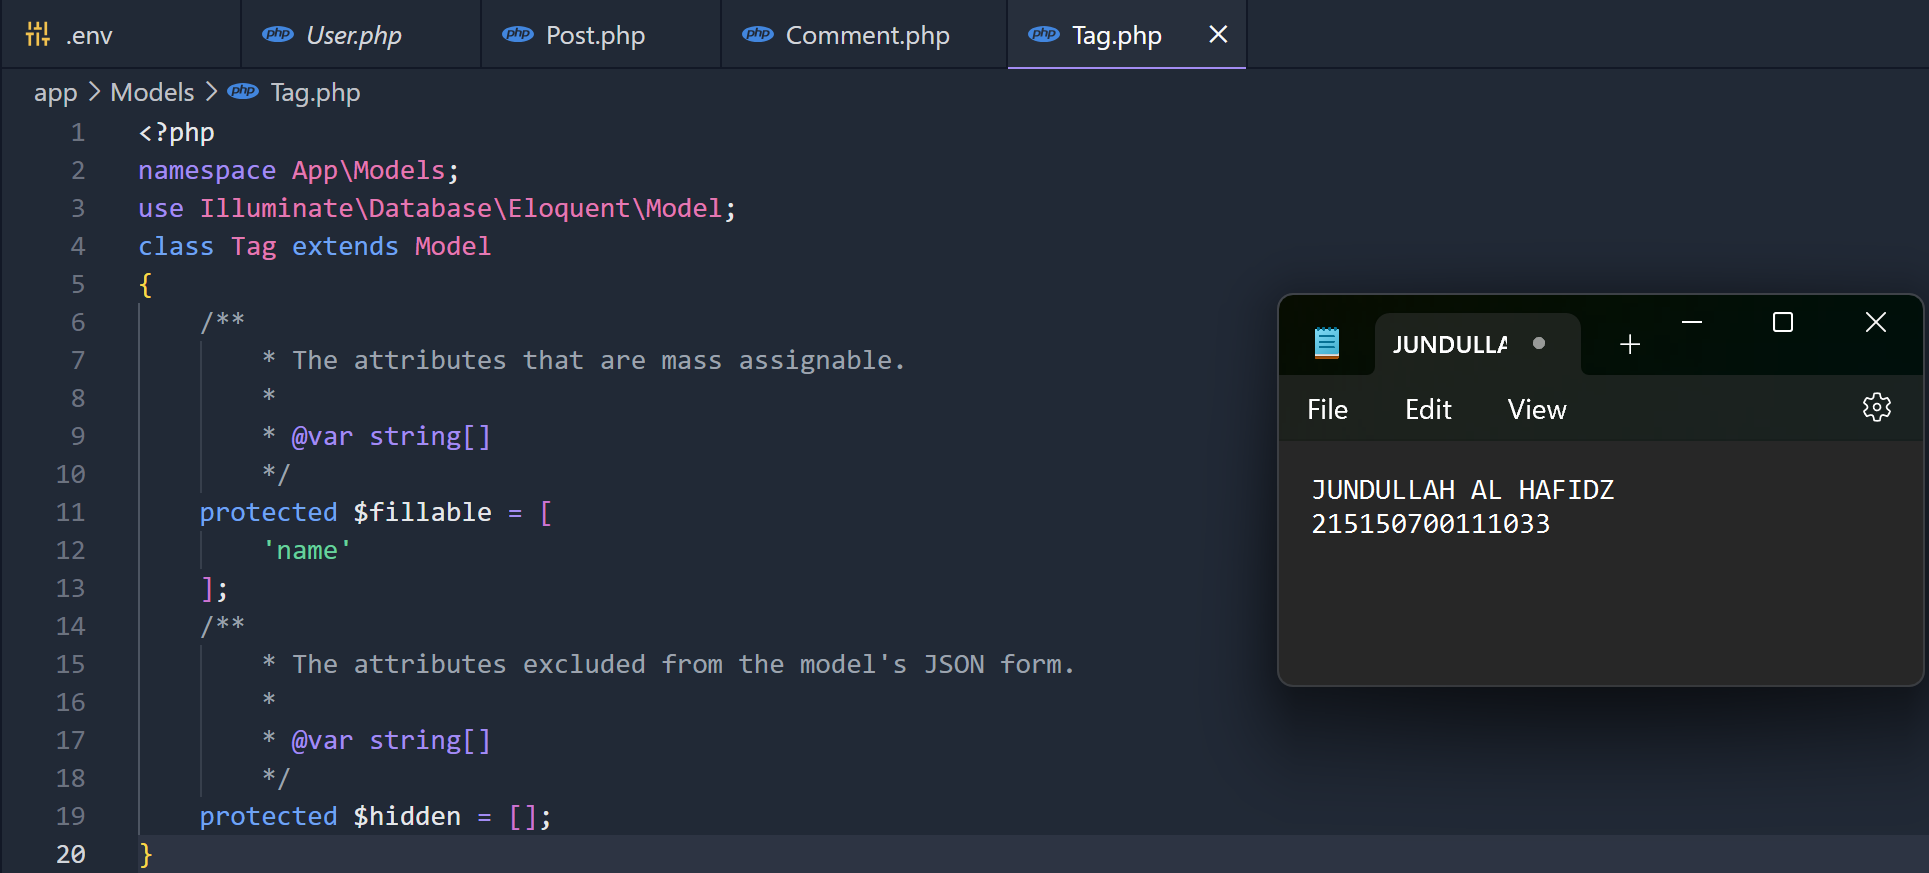 .env
User.php
Post.php
Comment.php
Tag.php
app > Models > Tag.php
1 <?php
2 namespace App\Models;
3 use Illuminate\Database\Eloquent\Model;
4 class Tag extends Model
5 {
6 /**
7 * The attributes that are mass assignable.
8 *
9 * @var string[]
10 */
11 protected $fillable = [
12 'name'
13 ];
14 /**
15 * The attributes excluded from the model's JSON form.
16 *
17 * @var string[]
18 */
19 protected $hidden = [];
20 }
JUNDULLA
File Edit View
JUNDULLAH AL HAFIDZ
215150700111033